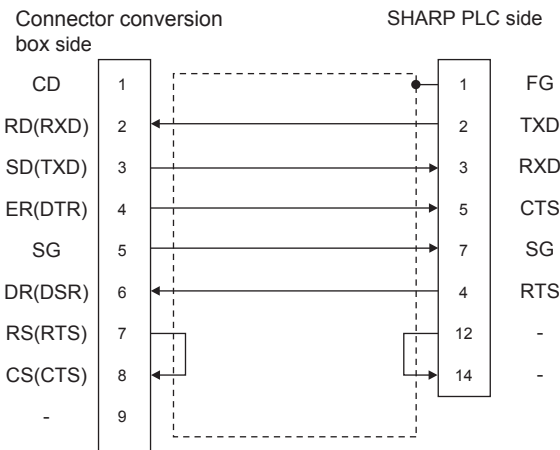 Connector conversion
box side
SHARP PLC side
CD 1 1 FG
RD(RXD) 2 2 TXD
SD(TXD) 3 3 RXD
ER(DTR) 4 5 CTS
SG 5 7 SG
DR(DSR) 6 4 RTS
RS(RTS) 7 12 -
CS(CTS) 8 14 -
- 9